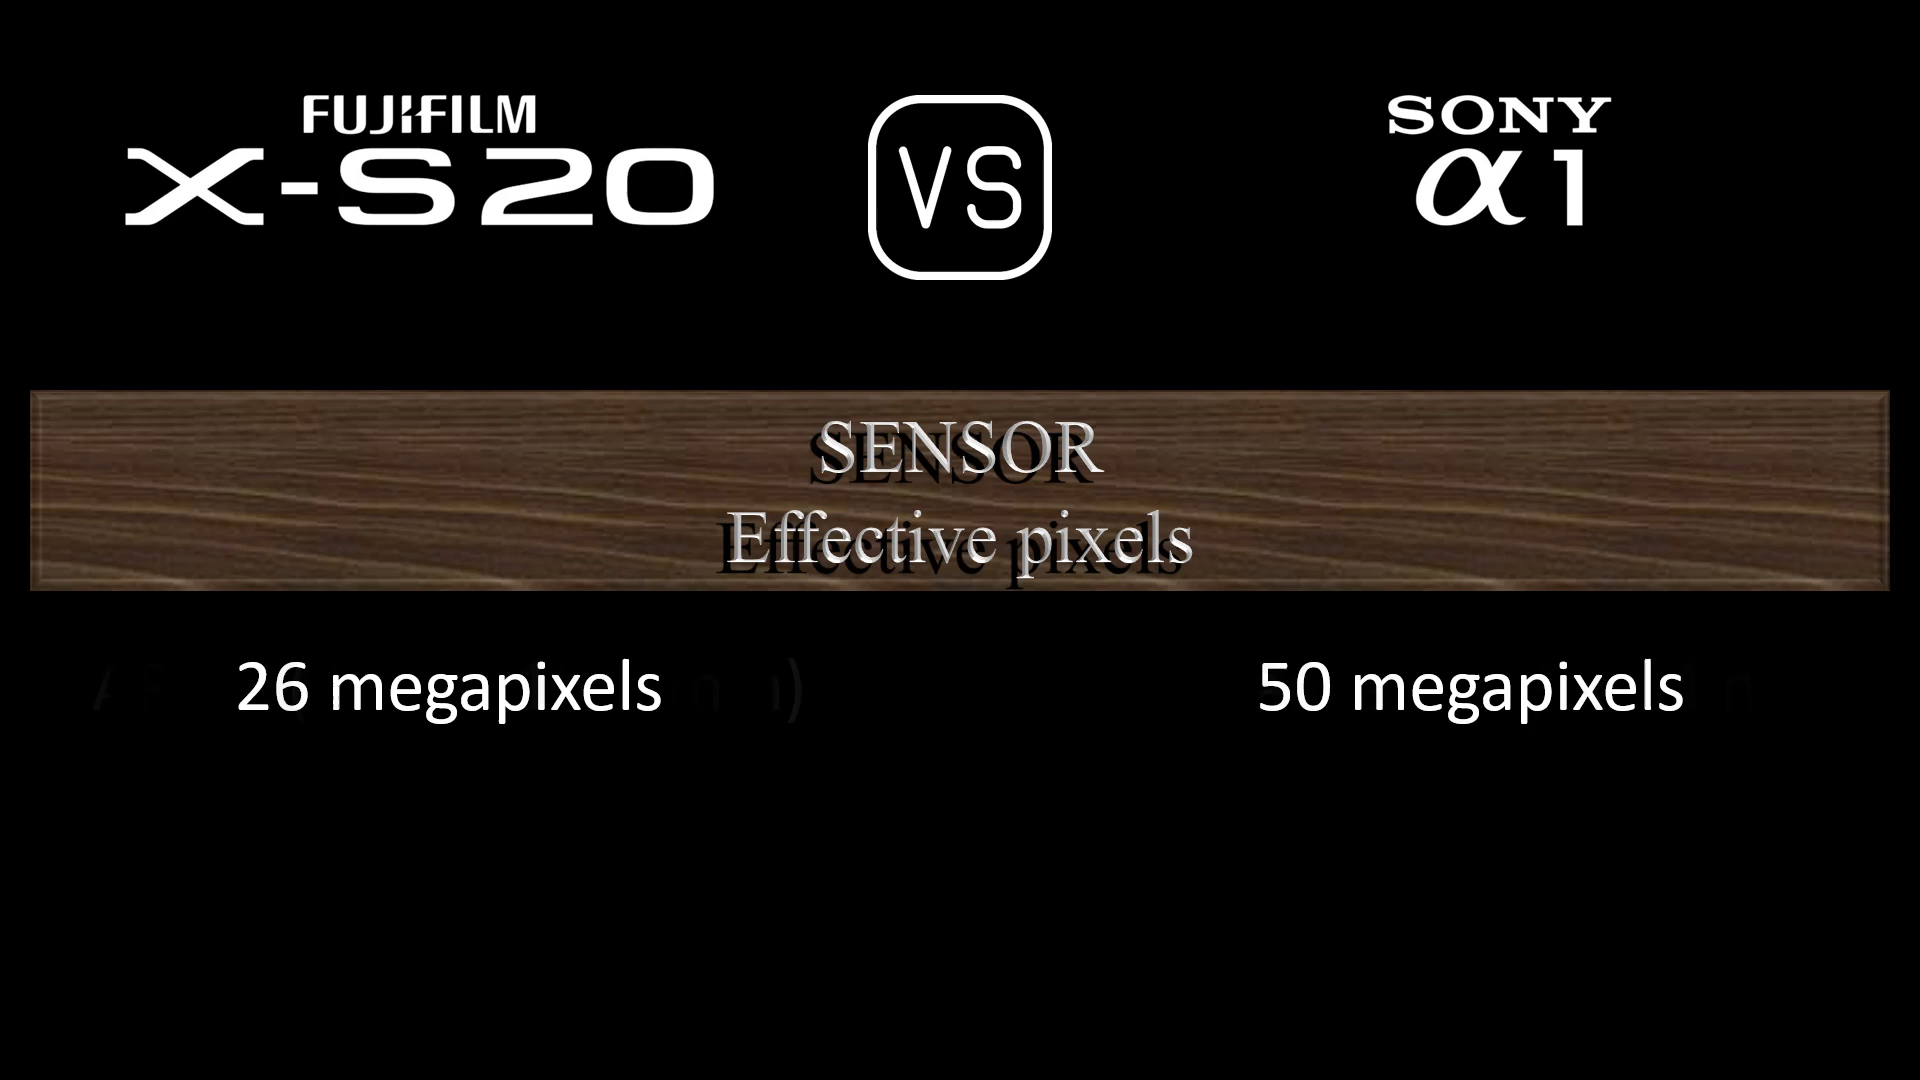 FUJIFILM
X-S20
VS
SONY
α1
SENSOR
Effective pixels
26 megapixels
50 megapixels